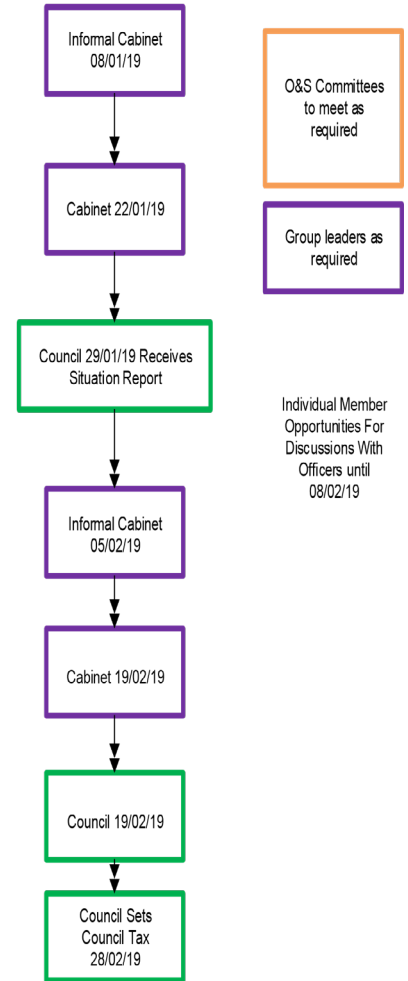 Informal Cabinet
08/01/19
Cabinet 22/01/19
Council 29/01/19 Receives
Situation Report
Informal Cabinet
05/02/19
Cabinet 19/02/19
Council 19/02/19
Council Sets
Council Tax
28/02/19
O&S Committees
to meet as
required
Group leaders as
required
Individual Member
Opportunities For
Discussions With
Officers until
08/02/19